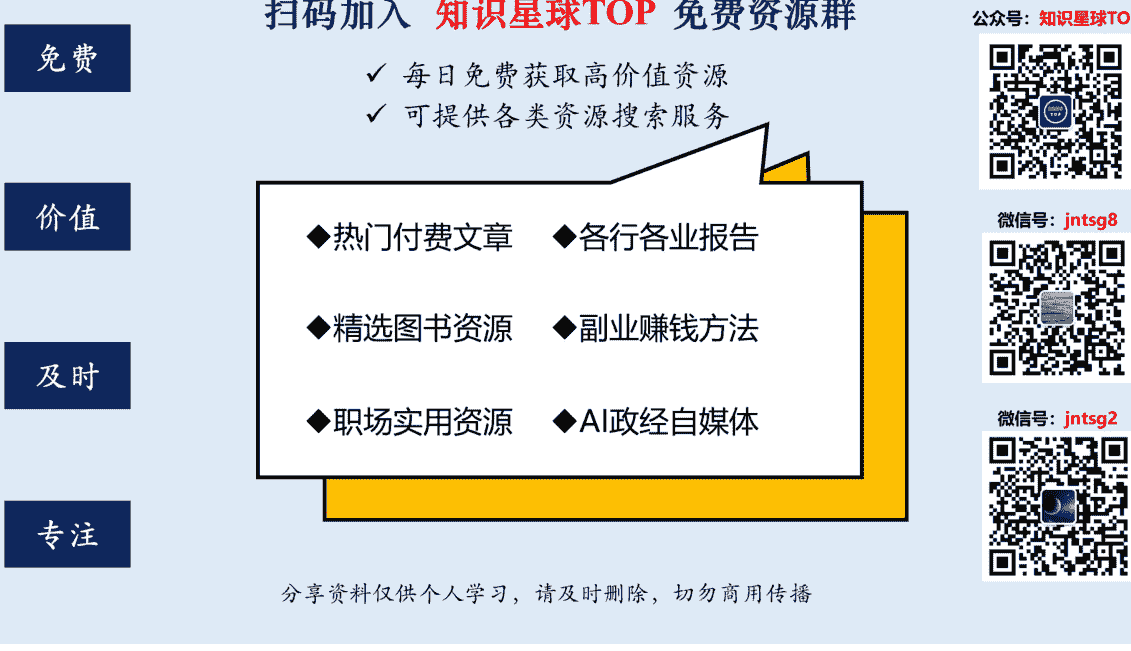 扫码加入 知识星球TOP 免费资源群
每日免费获取高价值资源
可提供各类资源搜索服务
免费
价值
及时
专注
◆热门付费文章 ◆各行各业报告
◆精选图书资源 ◆副业赚钱方法
◆职场实用资源 ◆AI政经自媒体
分享资料仅供个人学习，请及时删除，切勿商用传播
公众号：知识星球TO
TOP
微信号：jntsg8
微信号：jntsg2